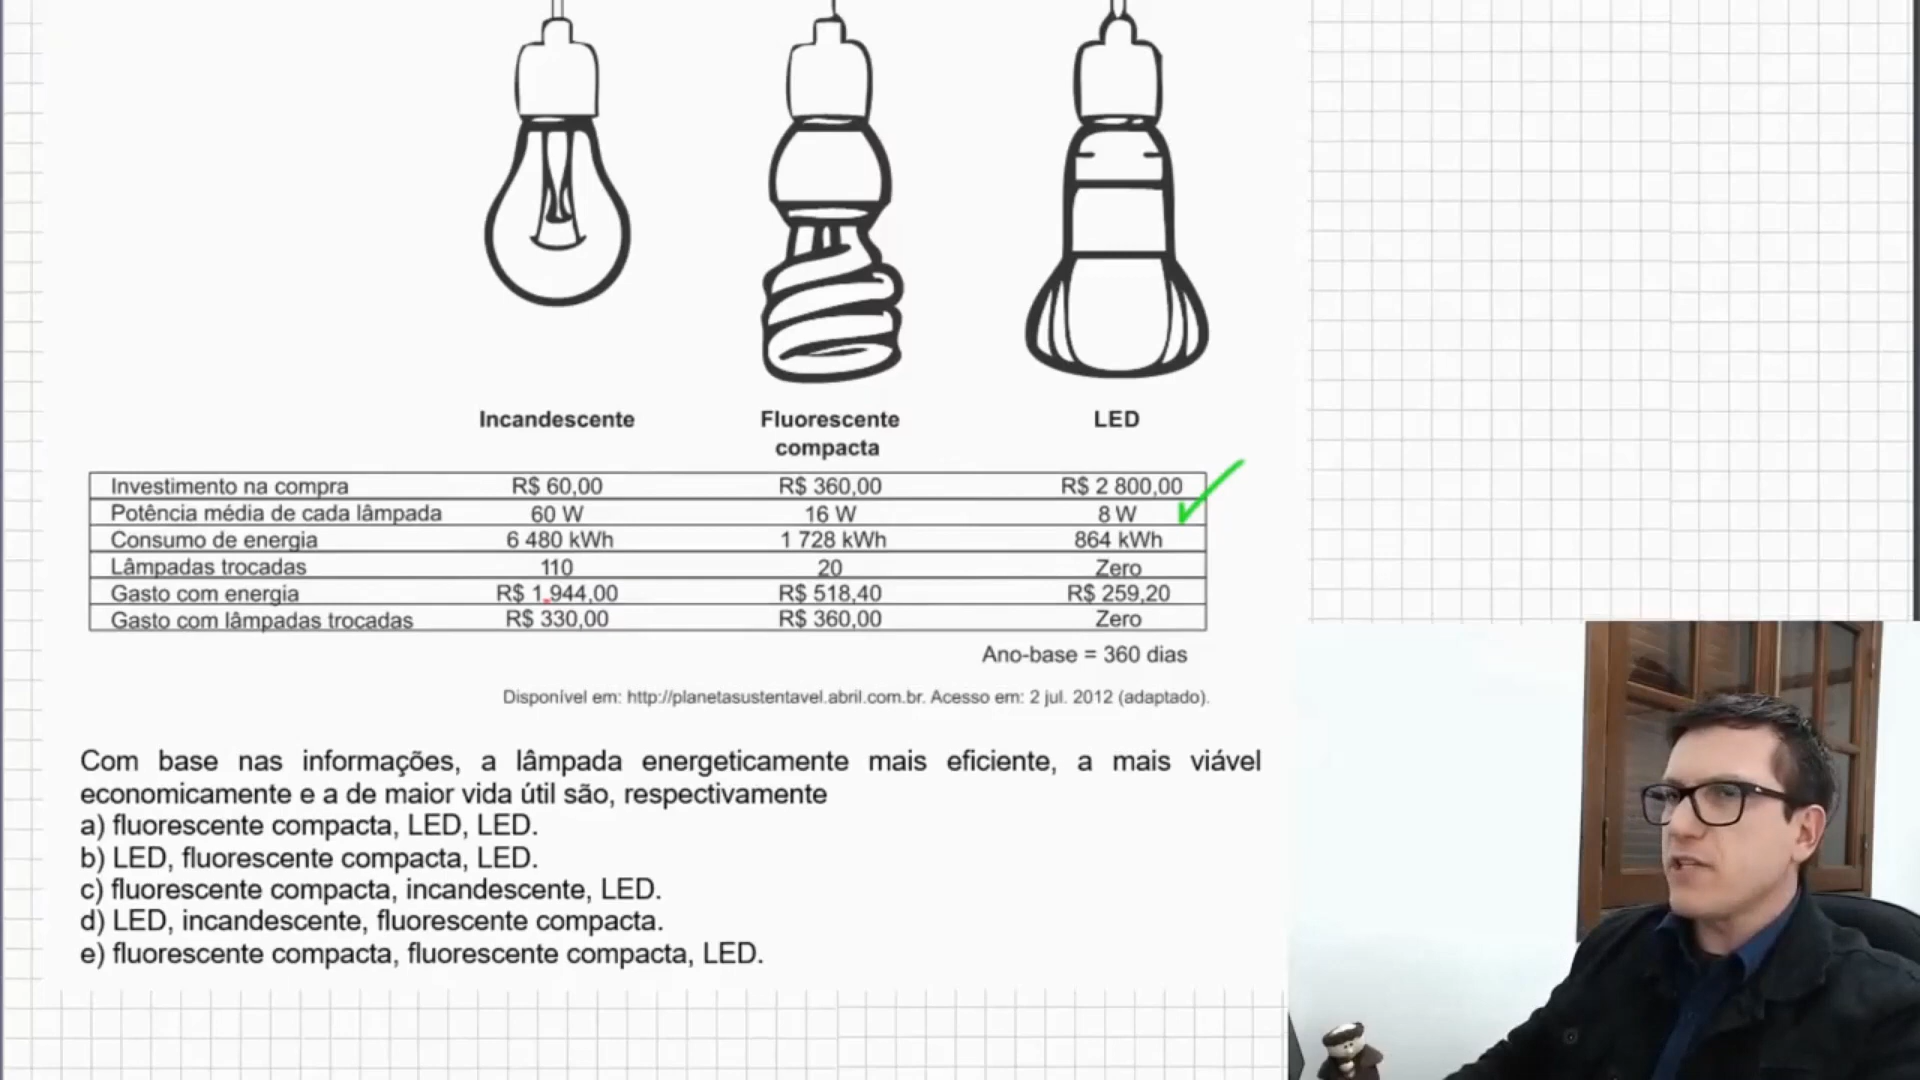 Incandescente
Fluorescente
compacta
LED
Investimento na compra R$ 60,00 R$ 360,00 R$ 2 800,00
Potência média de cada lâmpada 60 W 16 W 8 W
Consumo de energia 6 480 kWh 1 728 kWh 864 kWh
Lâmpadas trocadas 110 20 Zero
Gasto com energia R$ 1.944,00 R$ 518,40 R$ 259,20
Gasto com lâmpadas trocadas R$ 330,00 R$ 360,00 Zero
Ano-base = 360 dias
Disponível em: http://planetasustentavel.abril.com.br. Acesso em: 2 jul. 2012 (adaptado).
Com base nas informações, a lâmpada energeticamente mais eficiente, a mais viável
economicamente e a de maior vida útil são, respectivamente
a) fluorescente compacta, LED, LED.
b) LED, fluorescente compacta, LED.
c) fluorescente compacta, incandescente, LED.
d) LED, incandescente, fluorescente compacta.
e) fluorescente compacta, fluorescente compacta, LED.